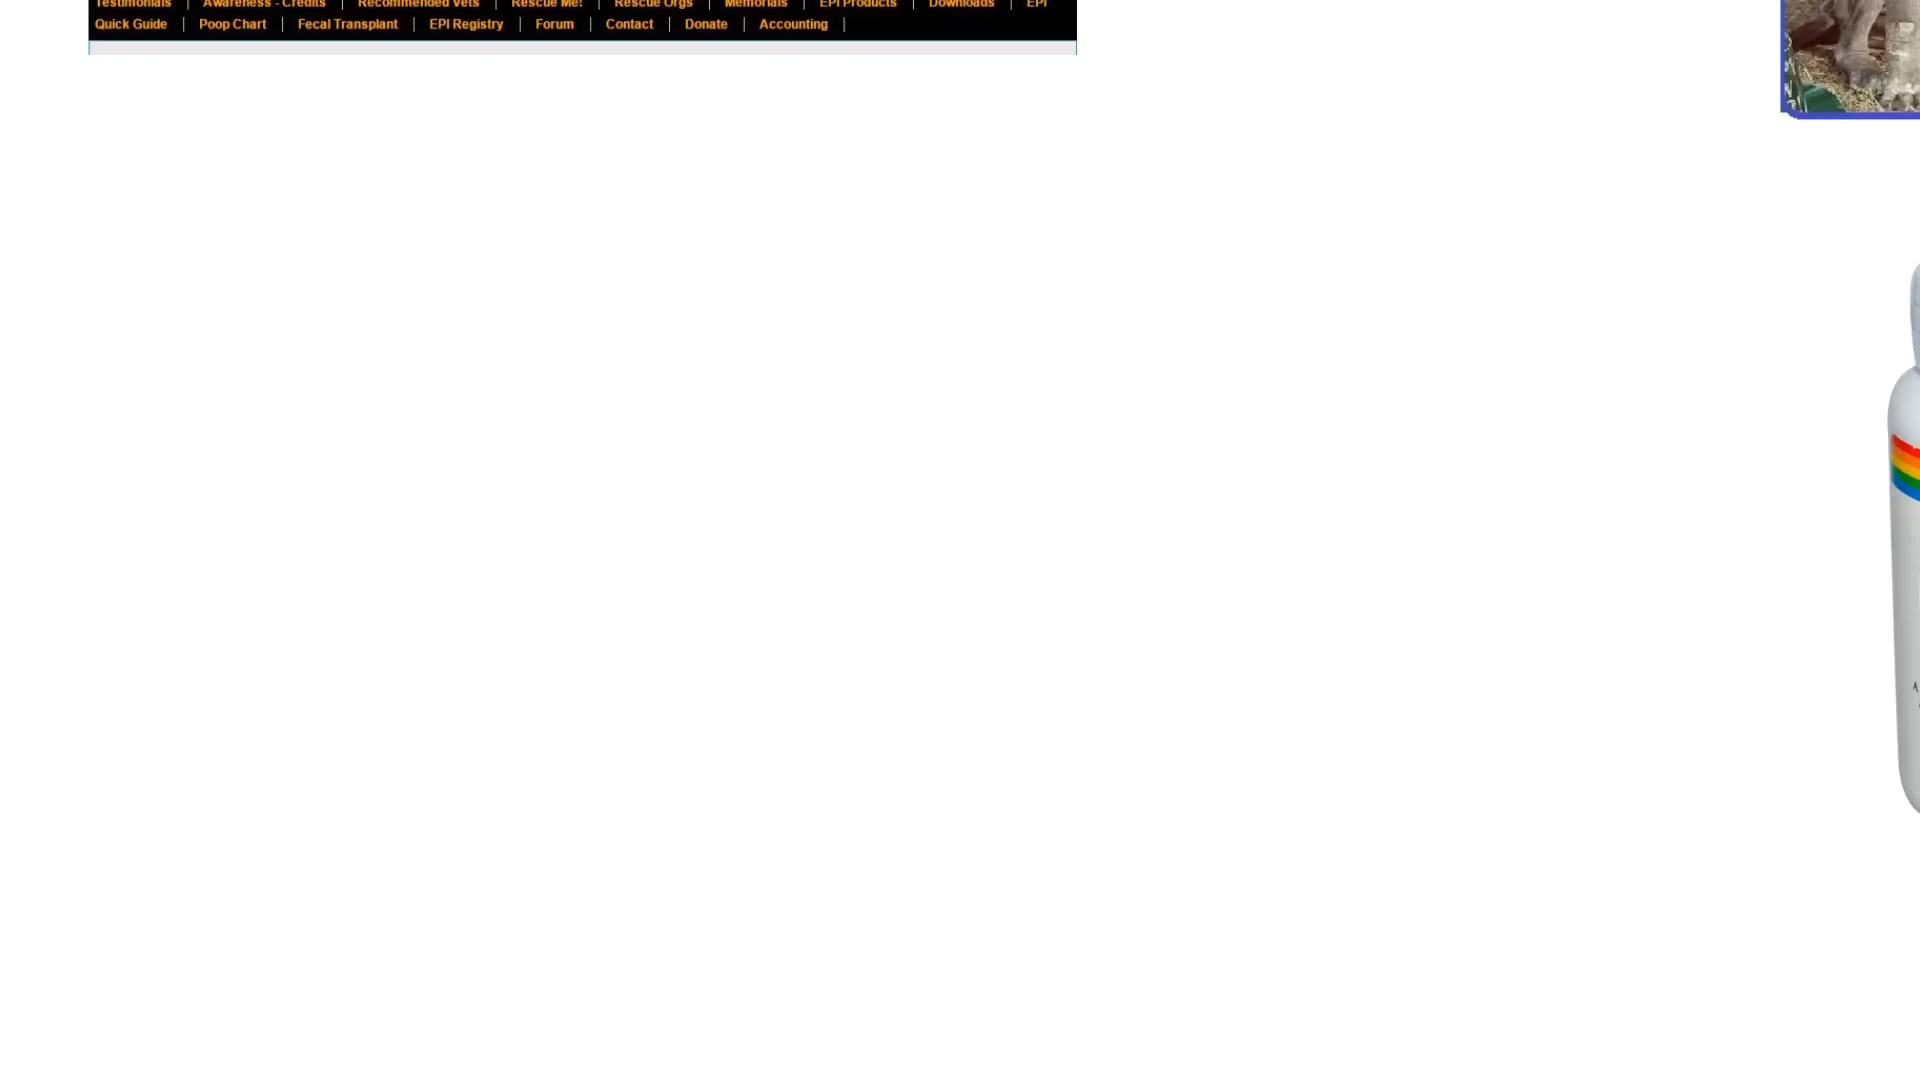 Testimonials | Awareness - Credits | Recommended Vets | Rescue Me! | Rescue Orgs | Memorials | EPI Products | Downloads | EPI
Quick Guide | Poop Chart | Fecal Transplant | EPI Registry | Forum | Contact | Donate | Accounting |
A